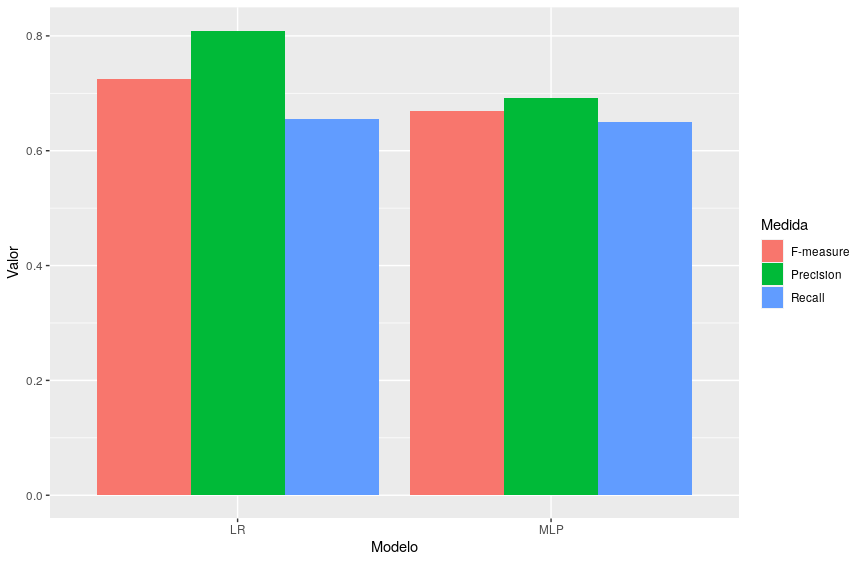 Valor
0.8
0.6
0.4
0.2
0.0
LR
MLP
Modelo
Medida
F-measure
Precision
Recall